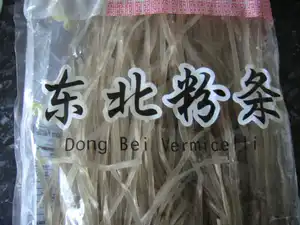 东北粉条
Dong Bei Vermicelli